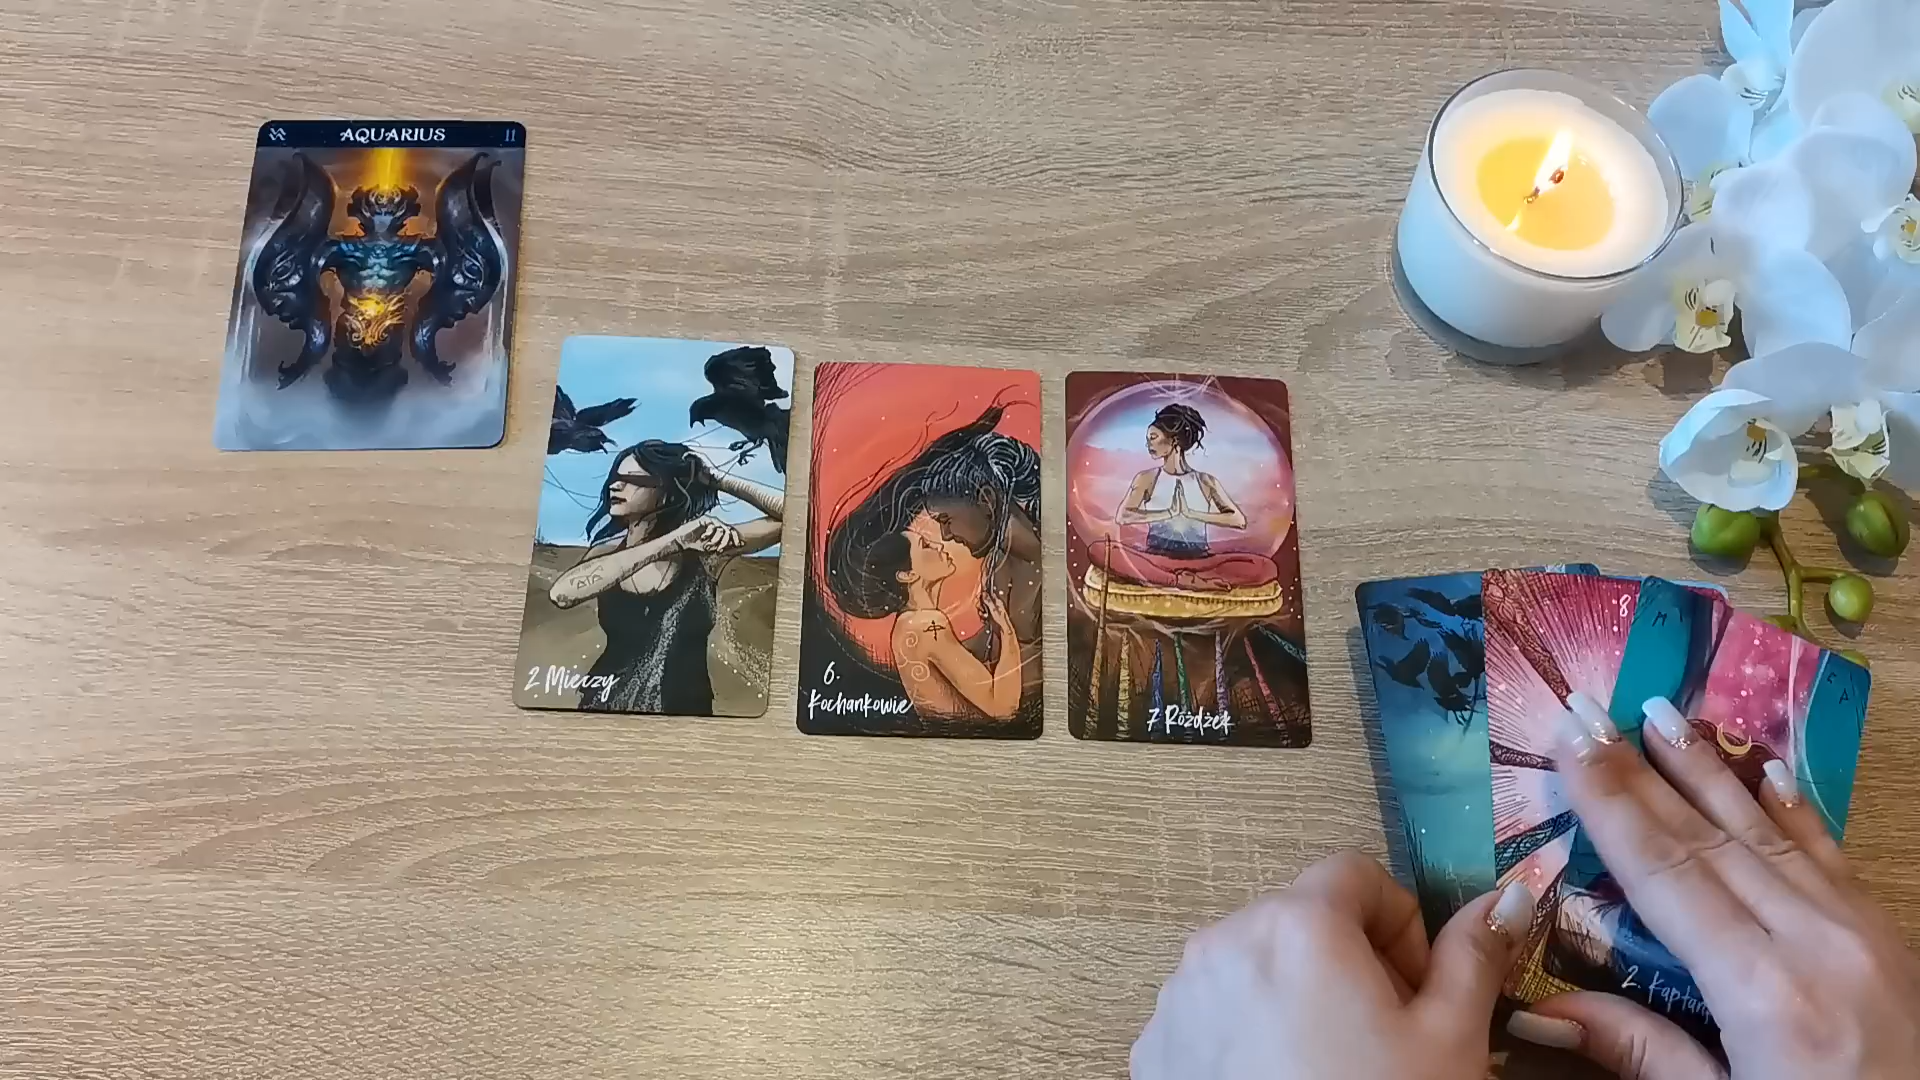 AQUARIUS 11
2 Mieczy
6.
Kochankowie
7 Różdżek
8
M
2. Kapłan